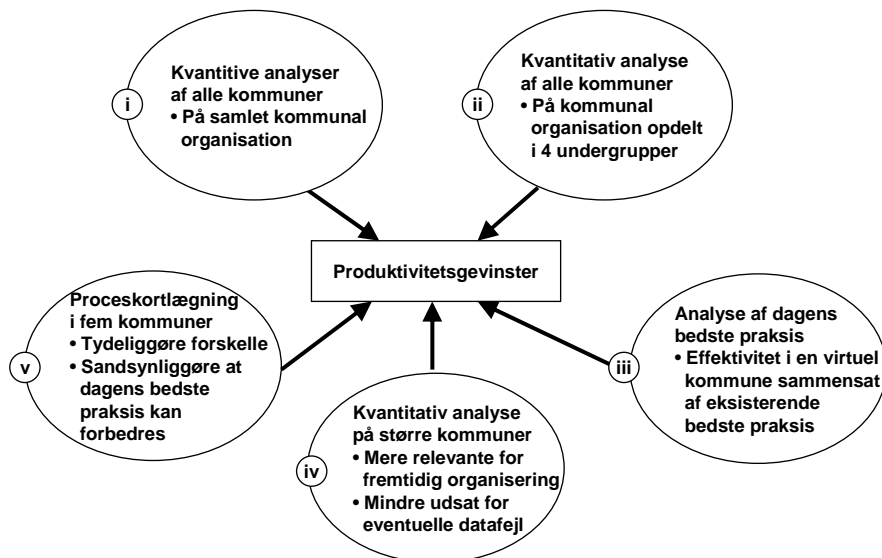 i
Kvantitive analyser
af alle kommuner
• På samlet kommunal
organisation
ii
Kvantitativ analyse
af alle kommuner
• På kommunal
organisation opdelt
i 4 undergrupper
Produktivitetsgevinster
v
Proceskortlægning
i fem kommuner
• Tydeliggøre forskelle
• Sandsynliggøre at
dagens bedste
praksis kan
forbedres
iv
Kvantitativ analyse
på større kommuner
• Mere relevante for
fremtidig organisering
• Mindre udsat for
eventuelle datafejl
iii
Analyse af dagens
bedste praksis
• Effektivitet i en virtuel
kommune sammensat
af eksisterende
bedste praksis